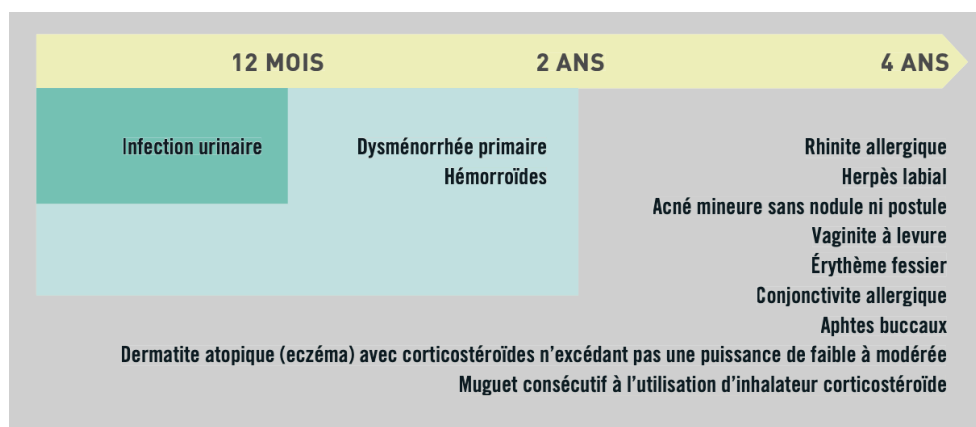 12 MOIS
2 ANS
4 ANS
Infection urinaire
Dysménorrhée primaire
Hémorroïdes
Rhinite allergique
Herpès labial
Acné mineure sans nodule ni postule
Vaginite à levure
Érythème fessier
Conjonctivite allergique
Aphtes buccaux
Dermatite atopique (eczéma) avec corticostéroïdes n’excédant pas une puissance de faible à modérée
Muguet consécutif à l’utilisation d’inhalateur corticostéroïde